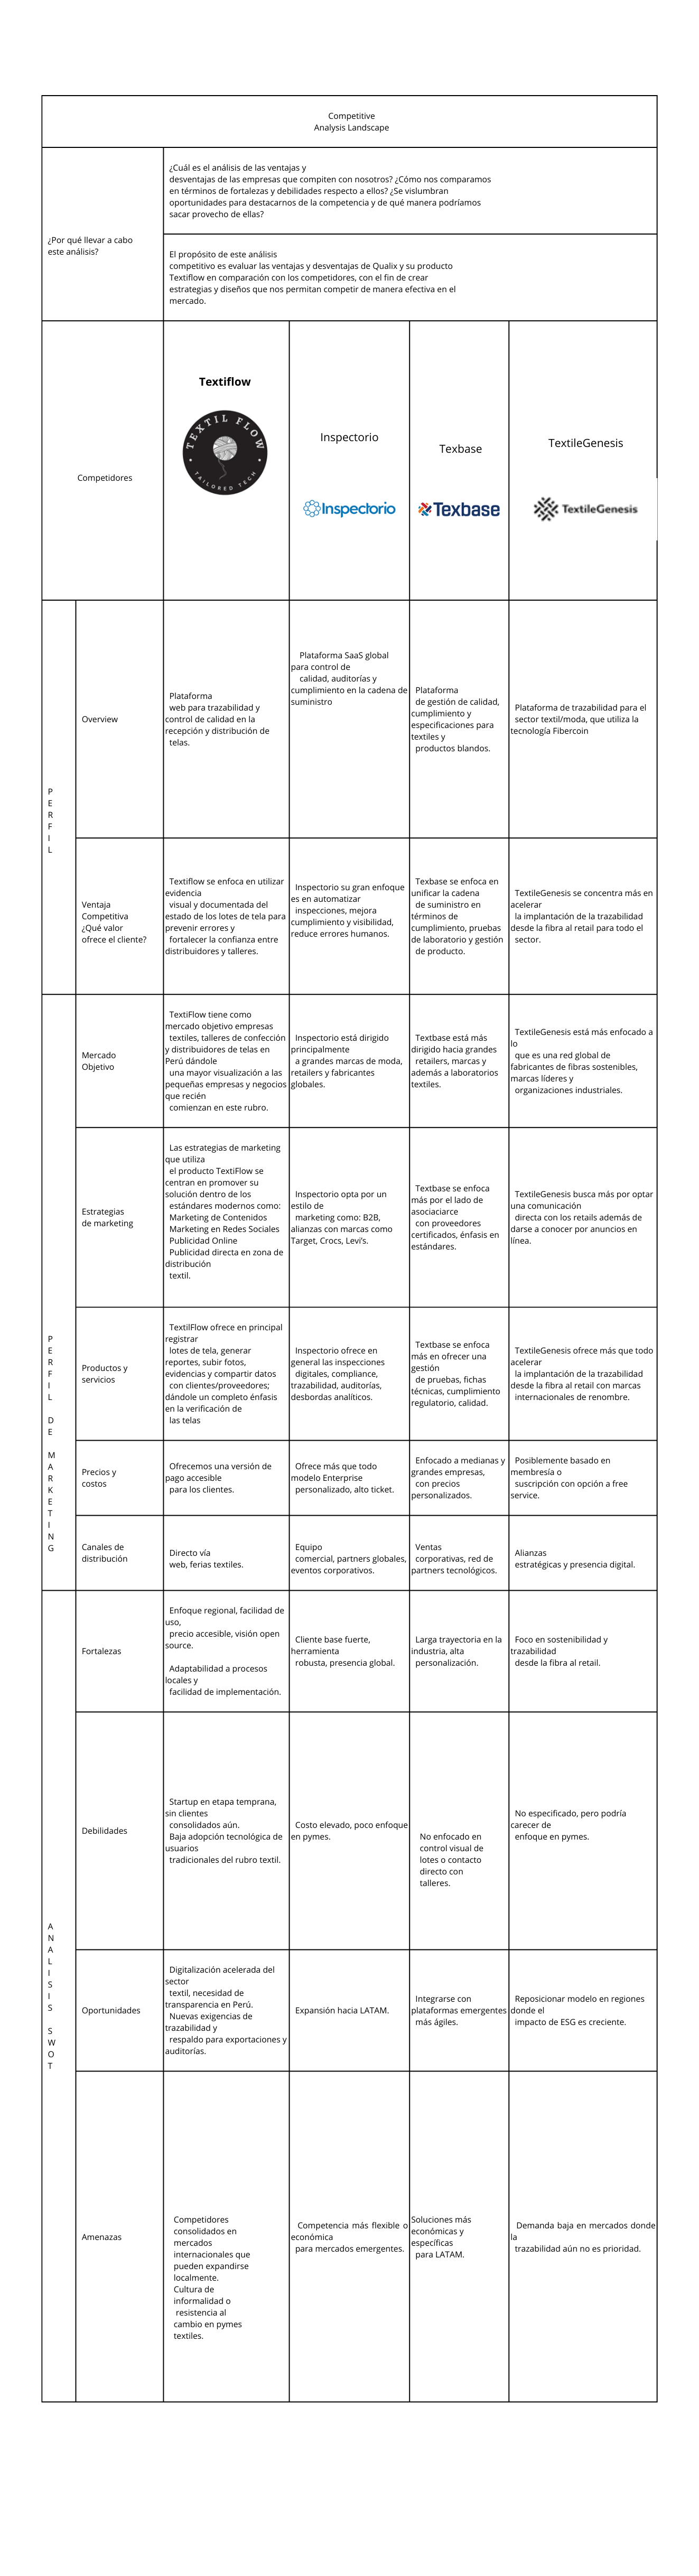 Competitive
Analysis Landscape
¿Por qué llevar a cabo
este análisis?
¿Cuál es el análisis de las ventajas y
desventajas de las empresas que compiten con nosotros? ¿Cómo nos comparamos
en términos de fortalezas y debilidades respecto a ellos? ¿Se vislumbran
oportunidades para destacarnos de la competencia y de qué manera podríamos
sacar provecho de ellas?
El propósito de este análisis
competitivo es evaluar las ventajas y desventajas de Qualix y su producto
Textiflow en comparación con los competidores, con el fin de crear
estrategias y diseños que nos permitan competir de manera efectiva en el
mercado.
Competidores
Textiflow
TEXTIL FLOW
TAILORED TECH
Inspectorio
Inspectorio
Texbase
Texbase
TextileGenesis
TextileGenesis
PERFIL
Overview
Plataforma
web para trazabilidad y
control de calidad en la
recepción y distribución de
telas.
Plataforma SaaS global
para control de
calidad, auditorías y
cumplimiento en la cadena de
suministro
Plataforma
de gestión de calidad,
cumplimiento y
especificaciones para
textiles y
productos blandos.
Plataforma de trazabilidad para el
sector textil/moda, que utiliza la
tecnología Fibercoin
Ventaja
Competitiva
¿Qué valor
ofrece el cliente?
Textiflow se enfoca en utilizar
evidencia
visual y documentada del
estado de los lotes de tela para
prevenir errores y
fortalecer la confianza entre
distribuidores y talleres.
Inspectorio su gran enfoque
es en automatizar
inspecciones, mejora
cumplimiento y visibilidad,
reduce errores humanos.
Texbase se enfoca en
unificar la cadena
de suministro en
términos de
cumplimiento, pruebas
de laboratorio y gestión
de producto.
TextileGenesis se concentra más en
acelerar
la implantación de la trazabilidad
desde la fibra al retail para todo el
sector.
PERFIL DE MARKETING
Mercado
Objetivo
TextiFlow tiene como
mercado objetivo empresas
textiles, talleres de confección
y distribuidores de telas en
Perú dándole
una mayor visualización a las
pequeñas empresas y negocios
que recién
comienzan en este rubro.
Inspectorio está dirigido
principalmente
a grandes marcas de moda,
retailers y fabricantes
globales.
Textbase está más
dirigido hacia grandes
retailers, marcas y
además a laboratorios
textiles.
TextileGenesis está más enfocado a
lo
que es una red global de
fabricantes de fibras sostenibles,
marcas líderes y
organizaciones industriales.
Estrategias
de marketing
Las estrategias de marketing
que utiliza
el producto TextiFlow se
centran en promover su
solución dentro de los
estándares modernos como:
Marketing de Contenidos
Marketing en Redes Sociales
Publicidad Online
Publicidad directa en zona de
distribución
textil.
Inspectorio opta por un
estilo de
marketing como: B2B,
alianzas con marcas como
Target, Crocs, Levi’s.
Textbase se enfoca
más por el lado de
asociaciarce
con proveedores
certificados, énfasis en
estándares.
TextileGenesis busca más por optar
una comunicación
directa con los retails además de
darse a conocer por anuncios en
línea.
Productos y
servicios
TextilFlow ofrece en principal
registrar
lotes de tela, generar
reportes, subir fotos,
evidencias y compartir datos
con clientes/proveedores;
dándole un completo énfasis
en la verificación de
las telas
Inspectorio ofrece en
general las inspecciones
digitales, compliance,
trazabilidad, auditorías,
desbordas analíticos.
Textbase se enfoca
más en ofrecer una
gestión
de pruebas, fichas
técnicas, cumplimiento
regulatorio, calidad.
TextileGenesis ofrece más que todo
acelerar
la implantación de la trazabilidad
desde la fibra al retail con marcas
internacionales de renombre.
Precios y
costos
Ofrecemos una versión de
pago accesible
para los clientes.
Ofrece más que todo
modelo Enterprise
personalizado, alto ticket.
Enfocado a medianas y
grandes empresas,
con precios
personalizados.
Posiblemente basado en
membresía o
suscripción con opción a free
service.
Canales de
distribución
Directo vía
web, ferias textiles.
Equipo
comercial, partners globales,
eventos corporativos.
Ventas
corporativas, red de
partners tecnológicos.
Alianzas
estratégicas y presencia digital.
ANALISIS SWOT
Fortalezas
Enfoque regional, facilidad de
uso,
precio accesible, visión open
source.
Adaptabilidad a procesos
locales y
facilidad de implementación.
Cliente base fuerte,
herramienta
robusta, presencia global.
Larga trayectoria en la
industria, alta
personalización.
Foco en sostenibilidad y
trazabilidad
desde la fibra al retail.
Debilidades
Startup en etapa temprana,
sin clientes
consolidados aún.
Baja adopción tecnológica de
usuarios
tradicionales del rubro textil.
Costo elevado, poco enfoque
en pymes.
No enfocado en
control visual de
lotes o contacto
directo con
talleres.
No especificado, pero podría
carecer de
enfoque en pymes.
Oportunidades
Digitalización acelerada del
sector
textil, necesidad de
transparencia en Perú.
Nuevas exigencias de
trazabilidad y
respaldo para exportaciones y
auditorías.
Expansión hacia LATAM.
Integrarse con
plataformas emergentes
más ágiles.
Reposicionar modelo en regiones
donde el
impacto de ESG es creciente.
Amenazas
Competidores
consolidados en
mercados
internacionales que
pueden expandirse
localmente.
Cultura de
informalidad o
resistencia al
cambio en pymes
textiles.
Competencia más flexible o
económica
para mercados emergentes.
Soluciones más
económicas y
específicas
para LATAM.
Demanda baja en mercados donde
la
trazabilidad aún no es prioridad.